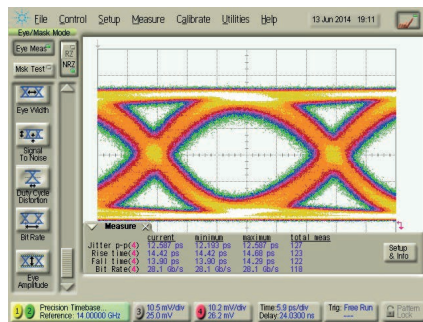 File Control Setup Measure Calibrate Utilities Help 13 Jun 2014 19:11
Eye/Mask Mode
Eye Meas
RZ
NRZ
Msk Test
Eye Width
Signal
To Noise
Duty Cycle
Distortion
Bit Rate
Eye
Amplitude
Measure
current minimum maximum total meas
Jitter p-p(4) 12.587 ps 12.193 ps 12.587 ps 127
Rise time(4) 14.42 ps 14.42 ps 14.68 ps 123
Fall time(4) 13.90 ps 13.90 ps 14.29 ps 122
Bit Rate(4) 28.1 Gb/s 28.1 Gb/s 28.1 Gb/s 118
Setup
& Info
1 2 Precision Timebase...
Reference: 14.00000 GHz
3 10.5 mV/div
25.0 mV
4 10.2 mV/div
26.2 mV
Time:5.9 ps/div
Delay:24.0300 ns
Trig: Free Run
---
Pattern
Lock